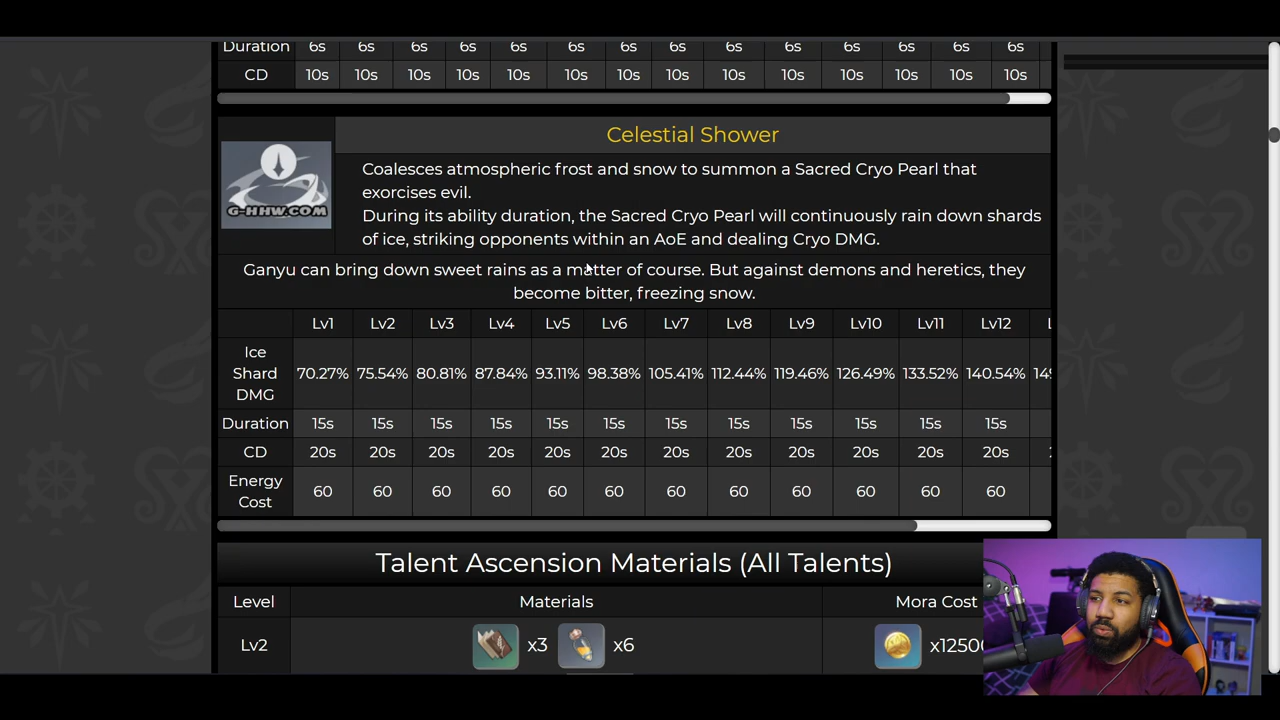 Duration 6s 6s 6s 6s 6s 6s 6s 6s 6s 6s 6s 6s 6s 6s
CD 10s 10s 10s 10s 10s 10s 10s 10s 10s 10s 10s 10s 10s 10s
Celestial Shower
G-HHW.COM
Coalesces atmospheric frost and snow to summon a Sacred Cryo Pearl that
exorcises evil.
During its ability duration, the Sacred Cryo Pearl will continuously rain down shards
of ice, striking opponents within an AoE and dealing Cryo DMG.
Ganyu can bring down sweet rains as a matter of course. But against demons and heretics, they
become bitter, freezing snow.
Lv1 Lv2 Lv3 Lv4 Lv5 Lv6 Lv7 Lv8 Lv9 Lv10 Lv11 Lv12
Ice
Shard
DMG
70.27% 75.54% 80.81% 87.84% 93.11% 98.38% 105.41% 112.44% 119.46% 126.49% 133.52% 140.54%
Duration 15s 15s 15s 15s 15s 15s 15s 15s 15s 15s 15s 15s
CD 20s 20s 20s 20s 20s 20s 20s 20s 20s 20s 20s 20s
Energy
Cost
60 60 60 60 60 60 60 60 60 60 60 60
Talent Ascension Materials (All Talents)
Level Materials Mora Cost
Lv2 x3 x6 x1250